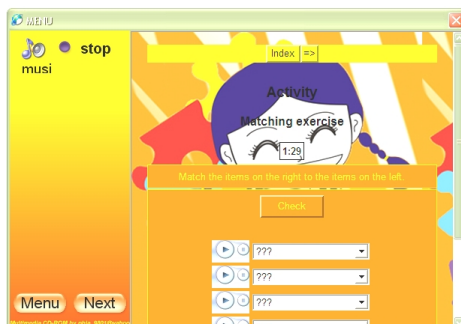 MENU
stop
musi
Index =>
Activity
Matching exercise
1:29
Match the items on the right to the items on the left.
Check
???
???
???
Menu Next